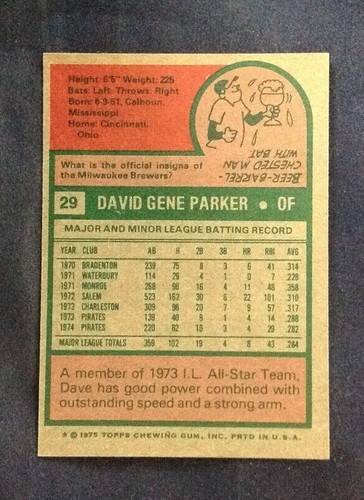 Height: 6'5" Weight: 225
Bats: Left. Throws: Right
Born: 6-3-51, Calhoun,
Mississippi
Home: Cincinnati,
Ohio
What is the official insignia of
the Milwaukee Brewers?
BEER-BARREL-
CHESTED MAN
WITH BAT.
29 DAVID GENE PARKER • OF
MAJOR AND MINOR LEAGUE BATTING RECORD
YEAR CLUB AB H 2B 3B HR RBI AVG
1970 BRADENTON 239 75 8 3 6 41 .314
1971 WATERBURY 114 26 4 1 0 7 .228
1971 MONROE 268 96 16 4 11 48 .358
1972 SALEM 523 162 30 6 22 101 .310
1973 CHARLESTON 309 98 20 7 9 57 .317
1973 PIRATES 139 40 9 1 4 14 .288
1974 PIRATES 220 62 10 3 4 29 .282
MAJOR LEAGUE TOTALS 359 102 19 4 8 43 .284
A member of 1973 I.L. All-Star Team,
Dave has good power combined with
outstanding speed and a strong arm.
* © 1975 TOPPS CHEWING GUM, INC. PRTD IN U.S.A.